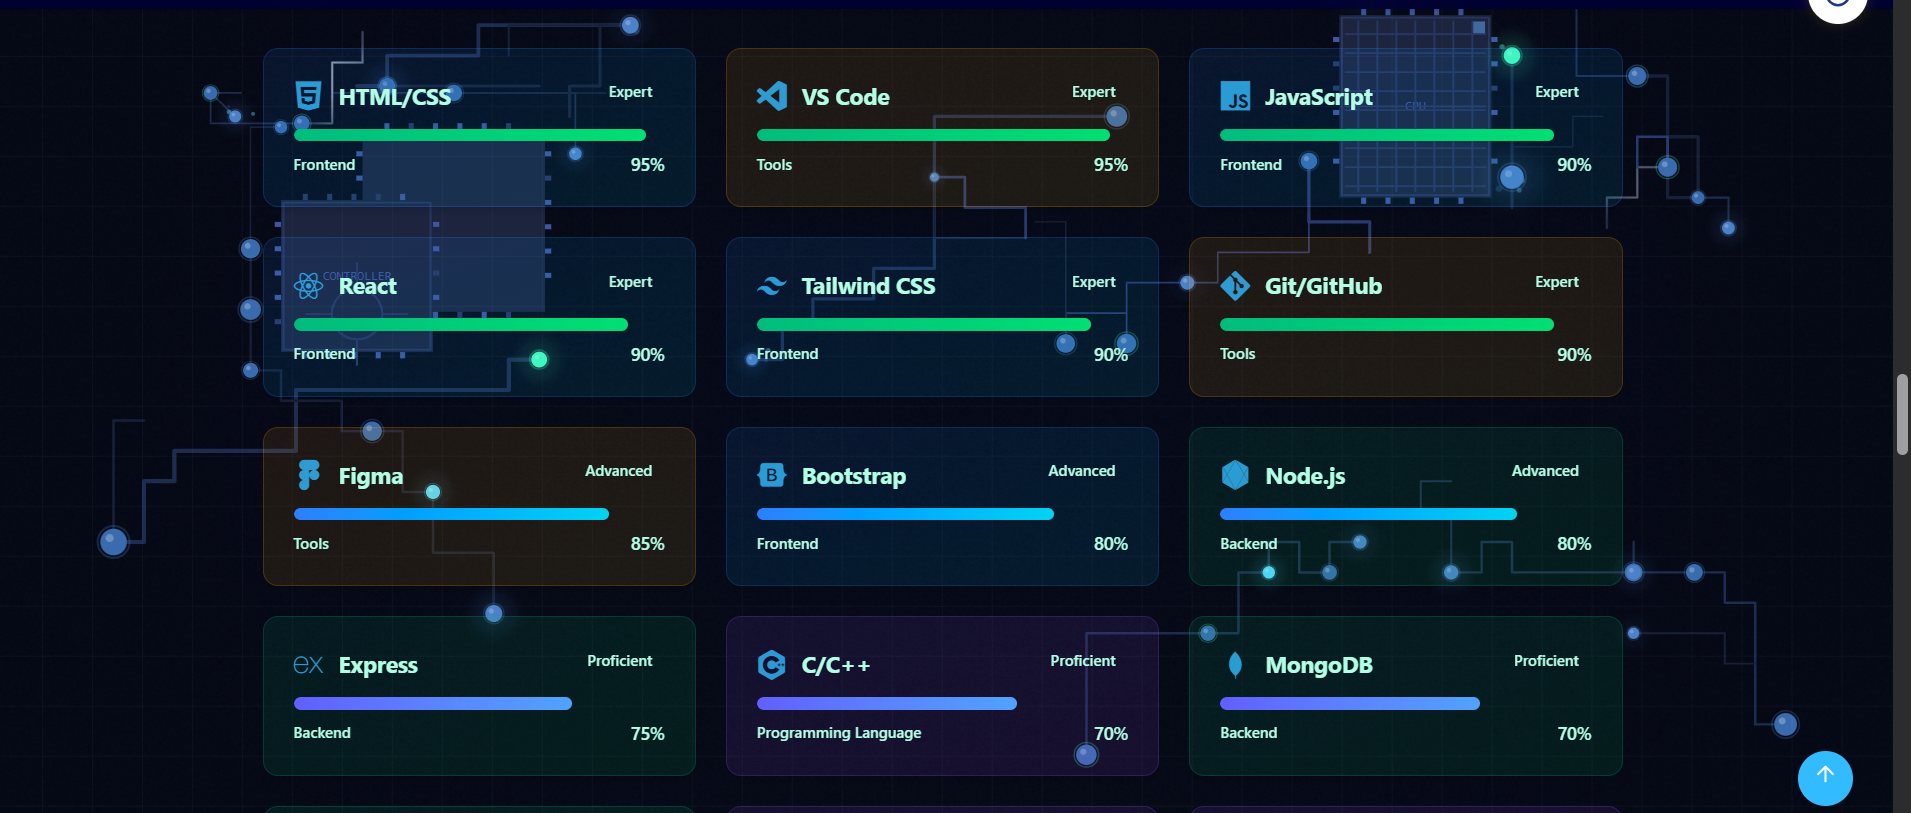 HTML/CSS
Expert
Frontend
95%
VS Code
Expert
Tools
95%
JS
JavaScript
Expert
CPU
Frontend
90%
CONTROLLER
React
Expert
Frontend
90%
Tailwind CSS
Expert
Frontend
90%
Git/GitHub
Expert
Tools
90%
Figma
Advanced
Tools
85%
B
Bootstrap
Advanced
Frontend
80%
Node.js
Advanced
Backend
80%
ex
Express
Proficient
Backend
75%
C/C++
Proficient
Programming Language
70%
MongoDB
Proficient
Backend
70%